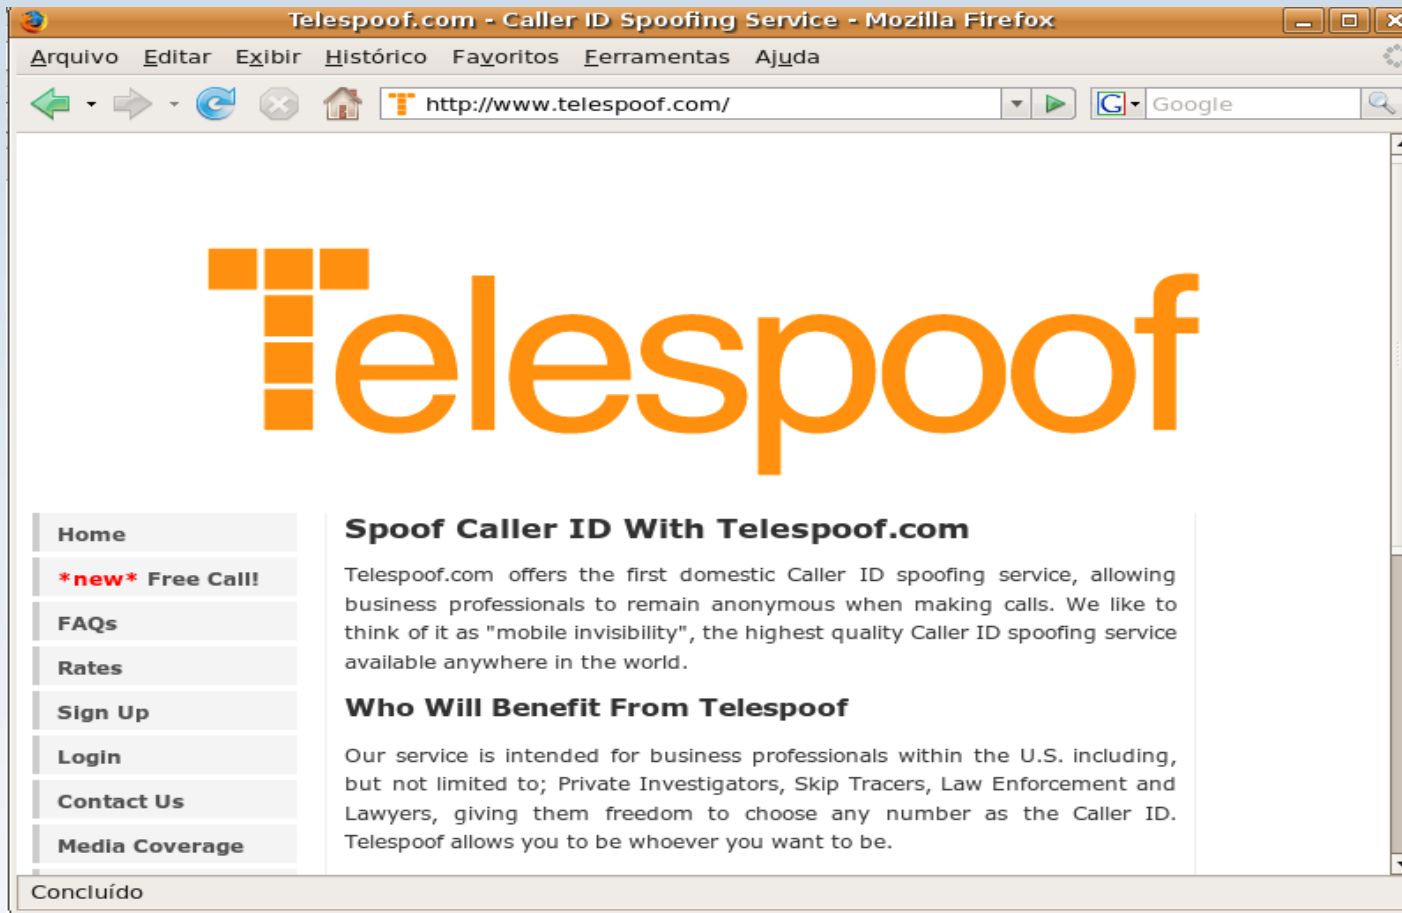 Telespoof.com - Caller ID Spoofing Service - Mozilla Firefox
Arquivo Editar Exibir Histórico Favoritos Ferramentas Ajuda
http://www.telespoof.com/ Google
Telespoof
Home
*new* Free Call!
FAQs
Rates
Sign Up
Login
Contact Us
Media Coverage
Spoof Caller ID With Telespoof.com
Telespoof.com offers the first domestic Caller ID spoofing service, allowing
business professionals to remain anonymous when making calls. We like to
think of it as "mobile invisibility", the highest quality Caller ID spoofing service
available anywhere in the world.
Who Will Benefit From Telespoof
Our service is intended for business professionals within the U.S. including,
but not limited to; Private Investigators, Skip Tracers, Law Enforcement and
Lawyers, giving them freedom to choose any number as the Caller ID.
Telespoof allows you to be whoever you want to be.
Concluído